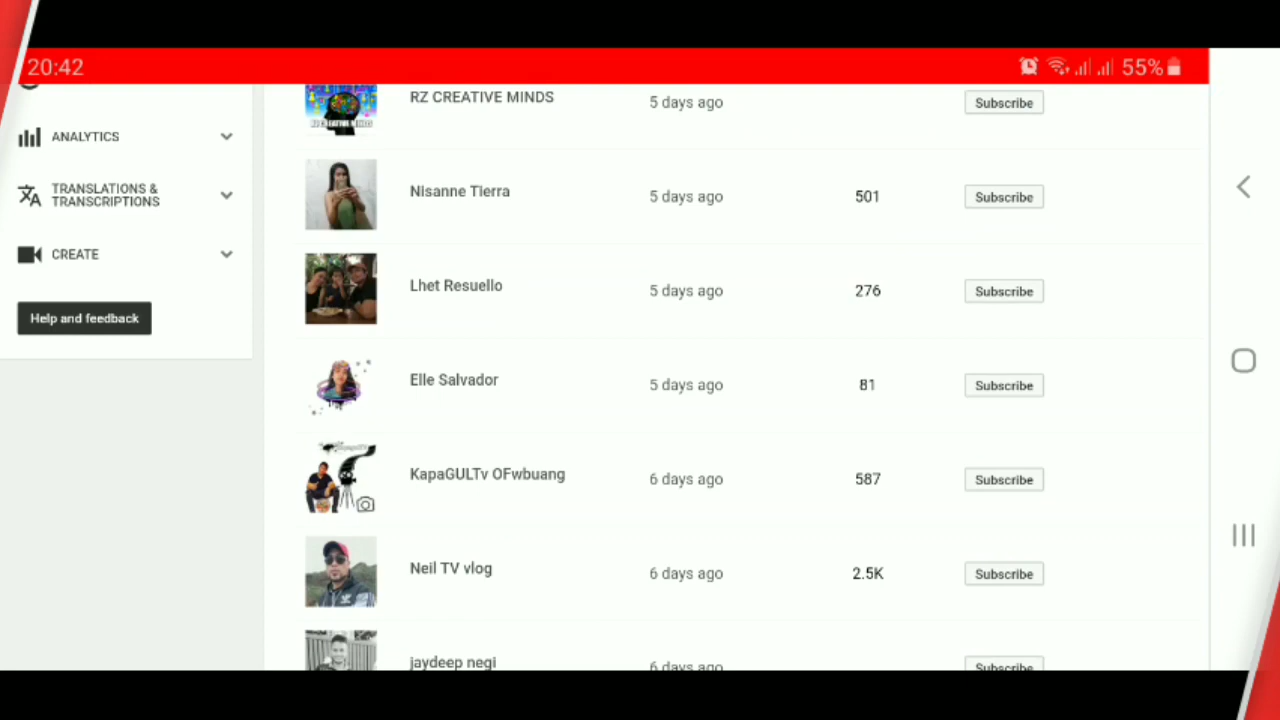 20:42
55%
RZ CREATIVE MINDS
5 days ago
Subscribe
ANALYTICS
Nisanne Tierra
5 days ago
501
Subscribe
TRANSLATIONS &
TRANSCRIPTIONS
CREATE
Lhet Resuello
5 days ago
276
Subscribe
Help and feedback
Elle Salvador
5 days ago
81
Subscribe
KapaGULTv OFwbuang
6 days ago
587
Subscribe
Neil TV vlog
6 days ago
2.5K
Subscribe
jaydeep negi
6 days ago
Subscribe